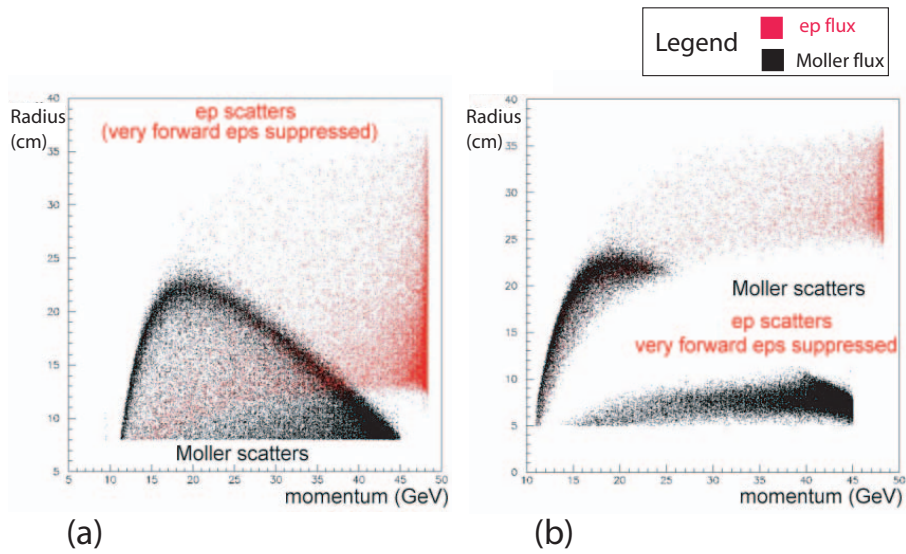 Legend
ep flux
Moller flux
Radius
(cm)
40
35
30
25
20
15
10
5
ep scatters
(very forward eps suppressed)
Moller scatters
5 10 15 20 25 30 35 40 45 50
momentum (GeV)
(a)
Radius
(cm)
40
35
30
25
20
15
10
5
0
Moller scatters
ep scatters
very forward eps suppressed
10 15 20 25 30 35 40 45 50
momentum (GeV)
(b)